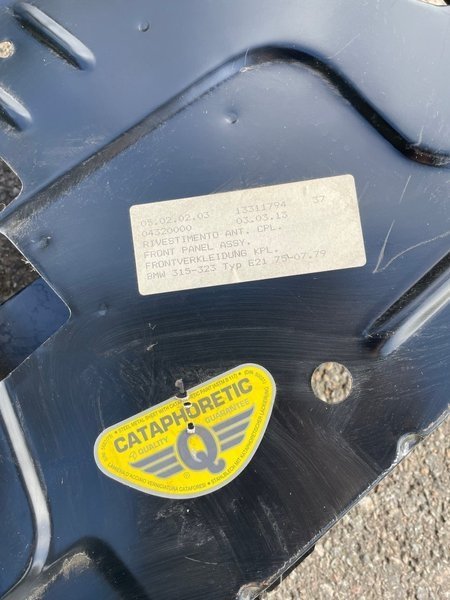 05.02.02.03 13311794 37
04320000 03.03.13
RIVESTIMENTO ANT. CPL.
FRONT PANEL ASSY.
FRONTVERKLEIDUNG KPL.
BMW 315-323 Typ E21 75-07.79
CATAPHORETIC
QUALITY GUARANTEE
Q